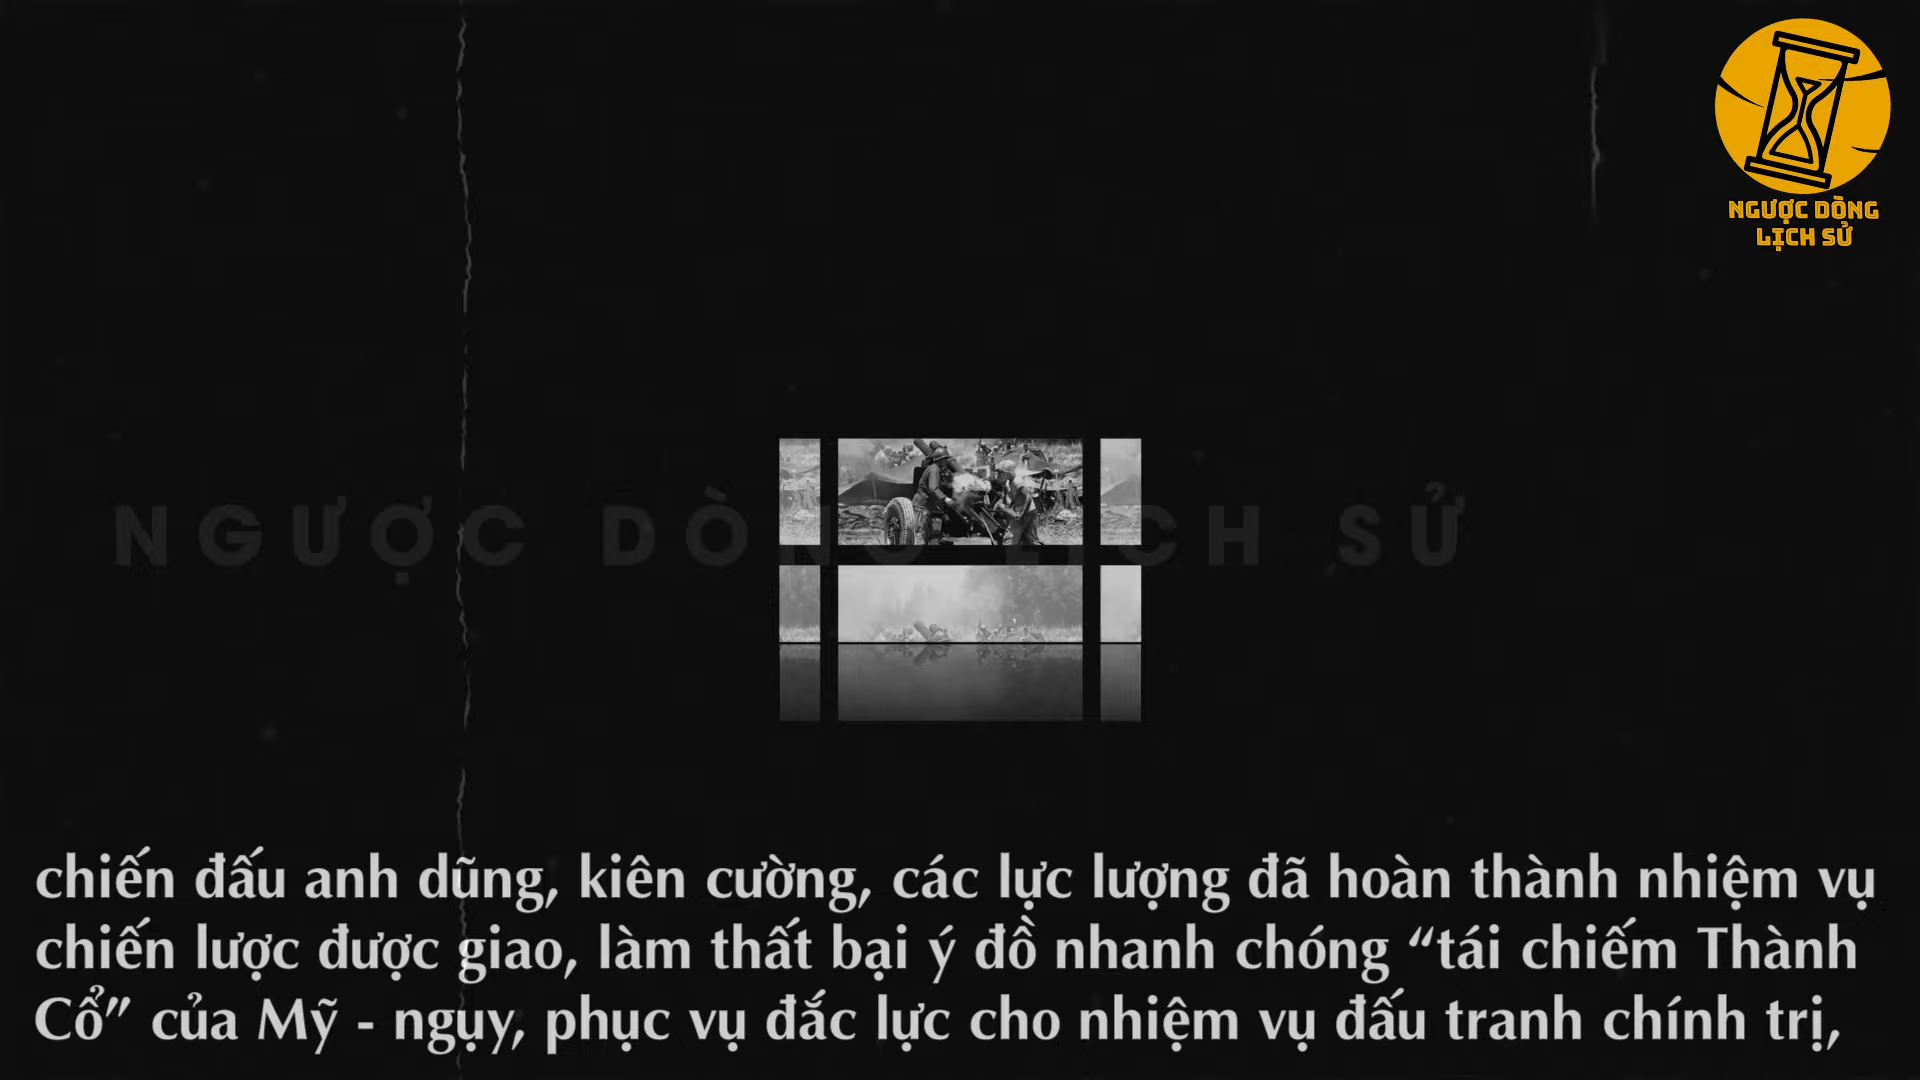 NGƯỢC DÒNG
LỊCH SỬ
NGƯỢC DÒNG LỊCH SỬ
chiến đấu anh dũng, kiên cường, các lực lượng đã hoàn thành nhiệm vụ
chiến lược được giao, làm thất bại ý đồ nhanh chóng “tái chiếm Thành
Cổ” của Mỹ - ngụy, phục vụ đắc lực cho nhiệm vụ đấu tranh chính trị,